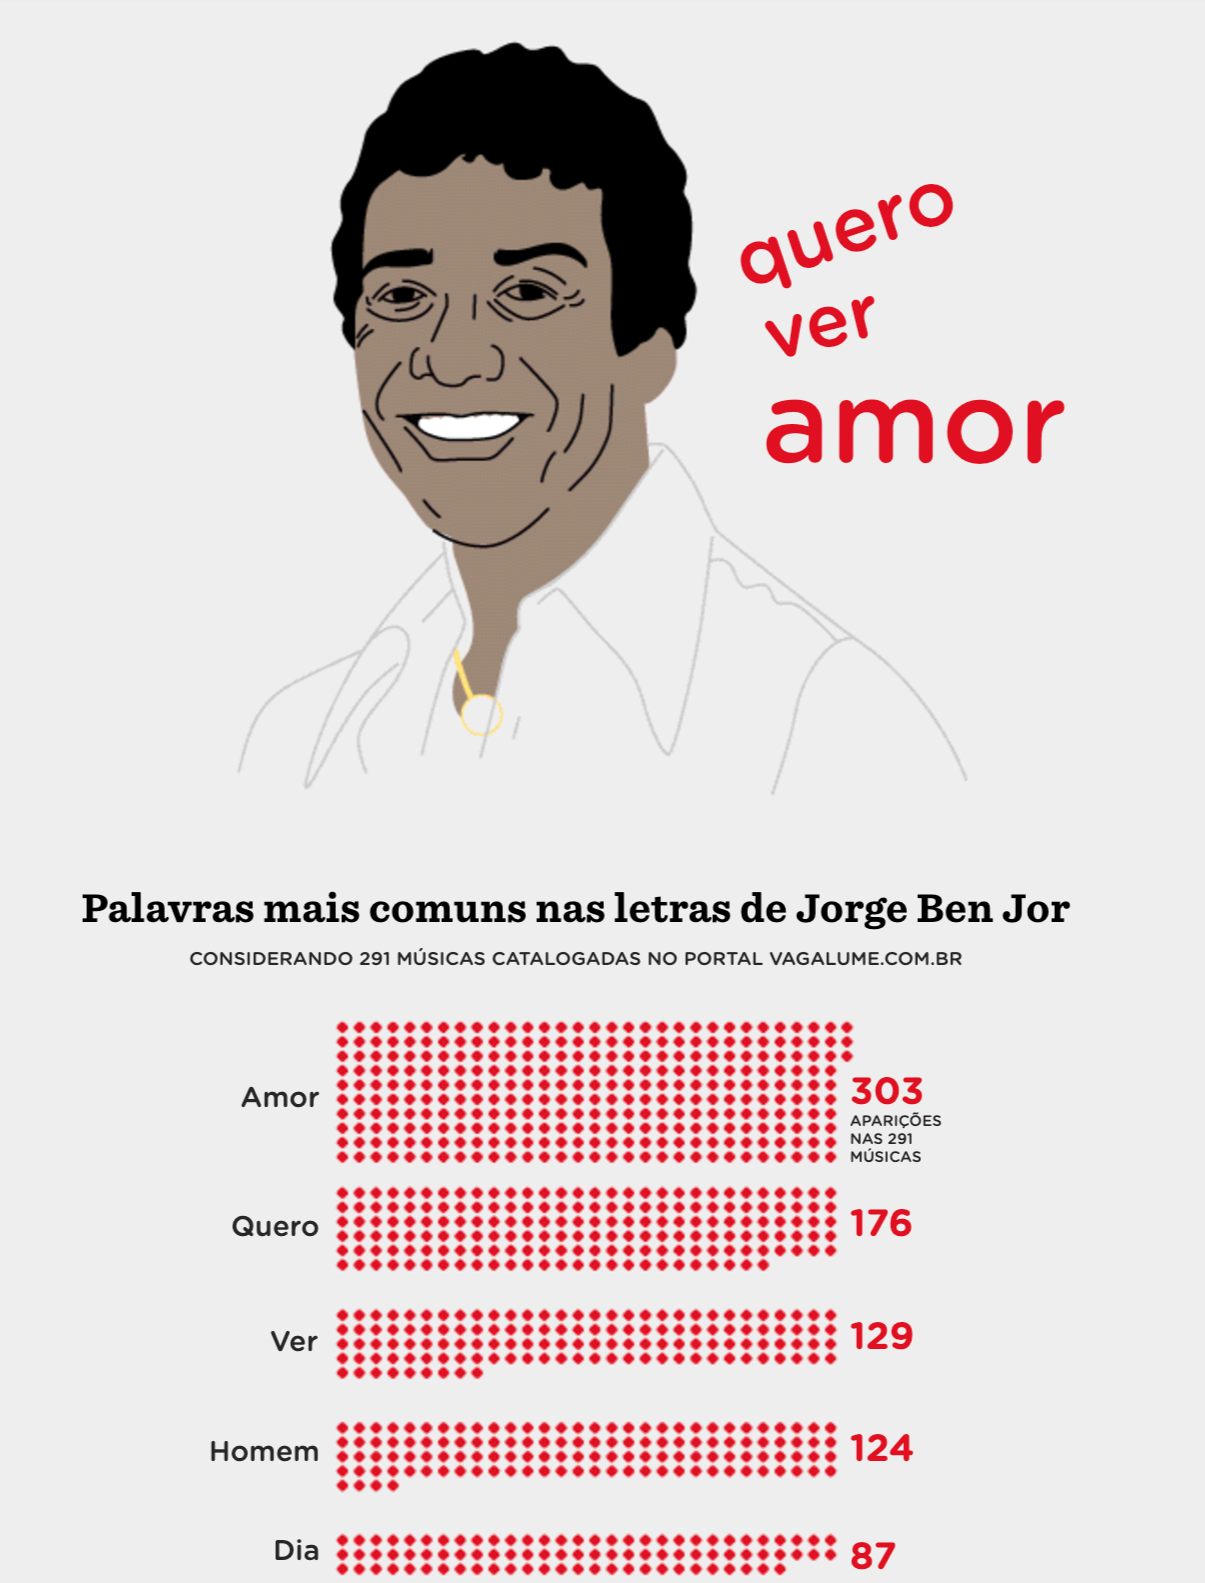 quero
ver
amor
Palavras mais comuns nas letras de Jorge Ben Jor
CONSIDERANDO 291 MÚSICAS CATALOGADAS NO PORTAL VAGALUME.COM.BR
Amor
303
APARIÇÕES
NAS 291
MÚSICAS
Quero
176
Ver
129
Homem
124
Dia
87